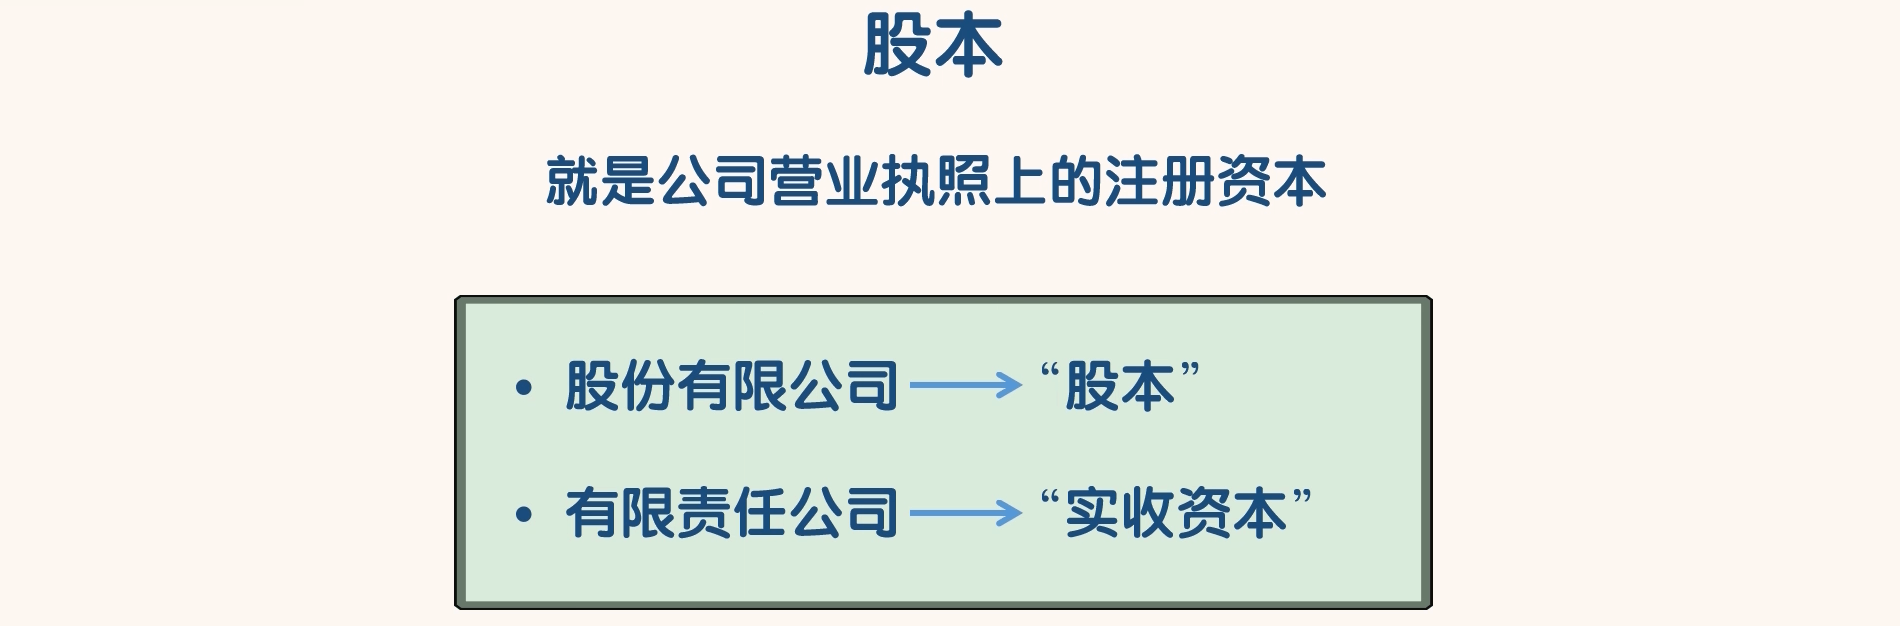 股本
就是公司营业执照上的注册资本
• 股份有限公司 → “股本”
• 有限责任公司 → “实收资本”